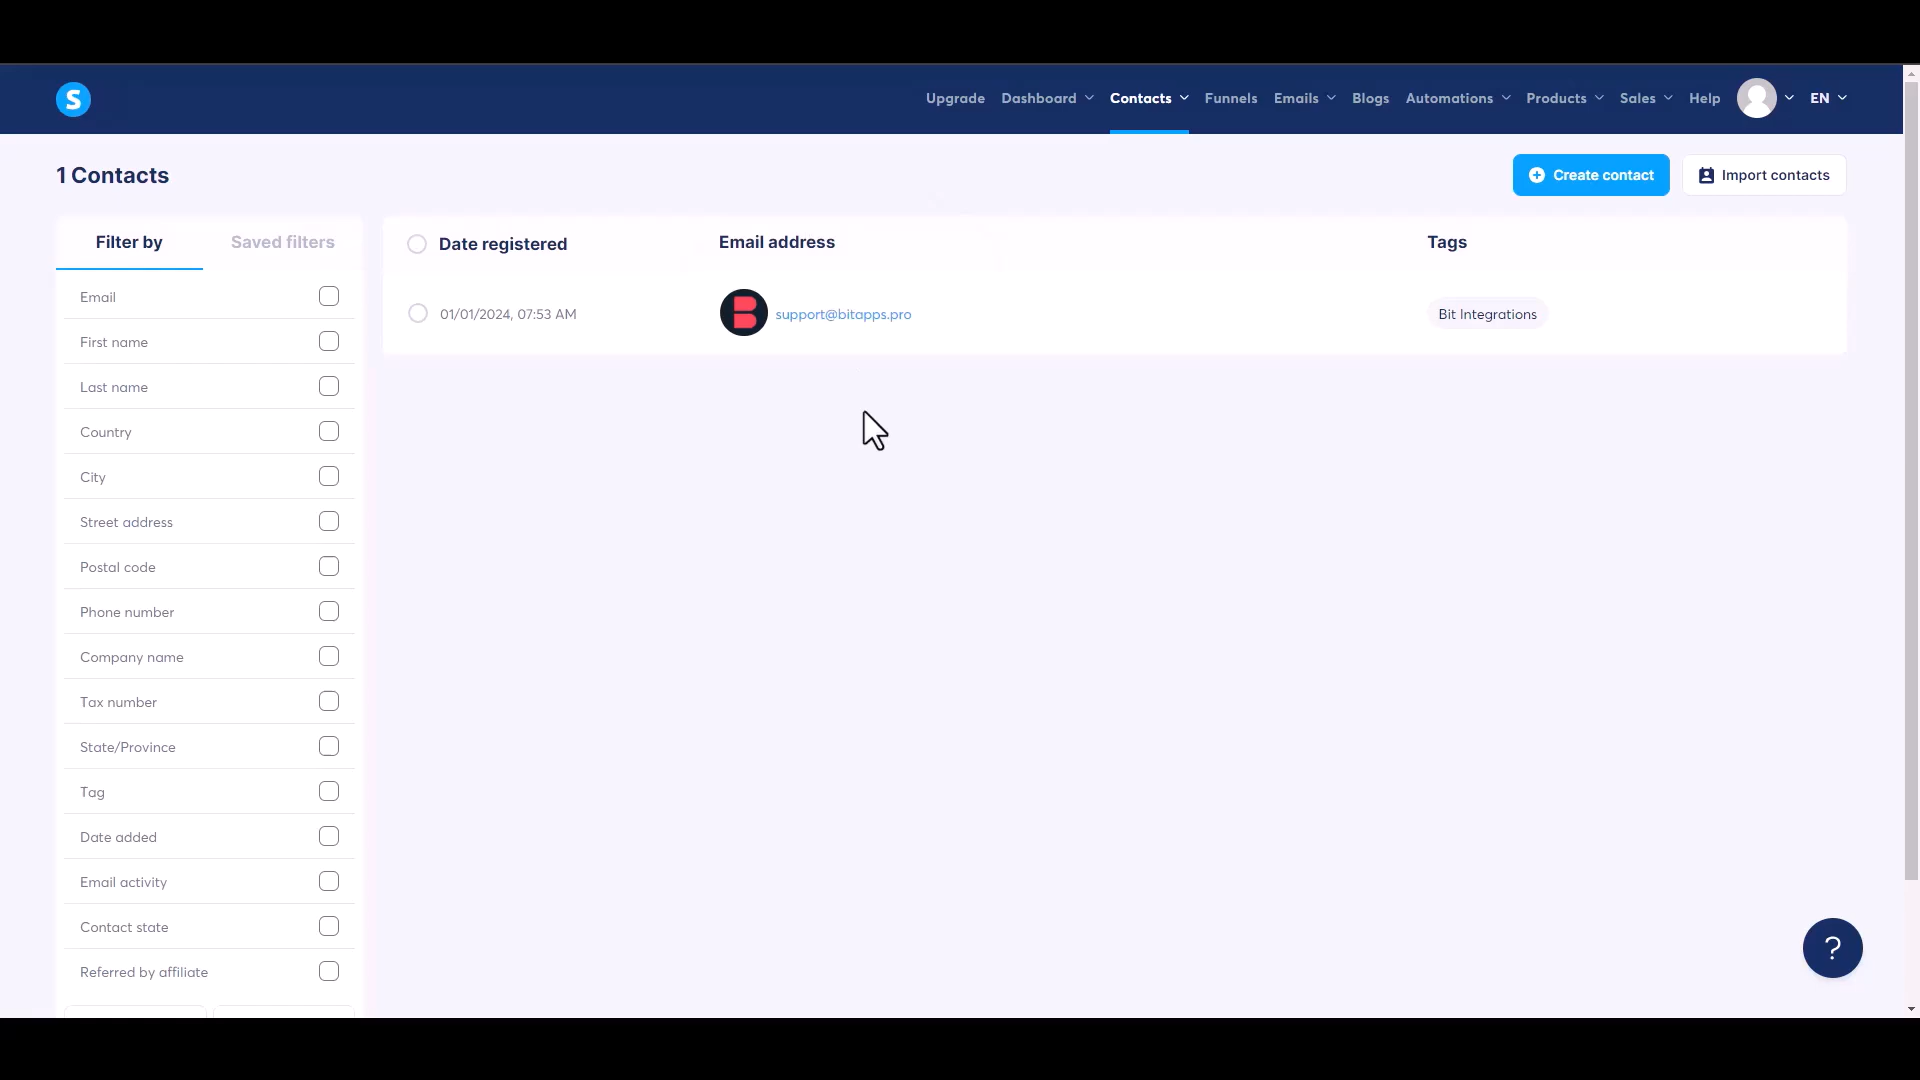 S
Upgrade Dashboard Contacts Funnels Emails Blogs Automations Products Sales Help EN
1 Contacts
Create contact Import contacts
Filter by Saved filters
Date registered Email address Tags
01/01/2024, 07:53 AM B support@bitapps.pro Bit Integrations
Email
First name
Last name
Country
City
Street address
Postal code
Phone number
Company name
Tax number
State/Province
Tag
Date added
Email activity
Contact state
Referred by affiliate
?